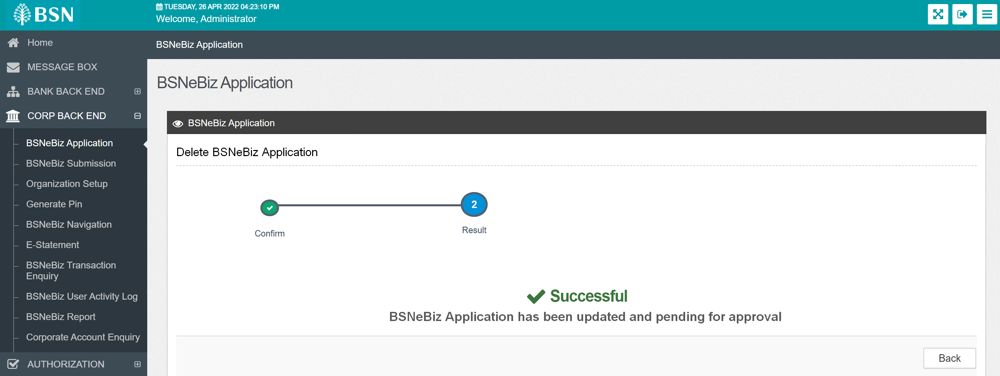 BSN
TUESDAY, 26 APR 2022 04:23:10 PM
Welcome, Administrator
Home
MESSAGE BOX
BANK BACK END
CORP BACK END
BSNeBiz Application
BSNeBiz Submission
Organization Setup
Generate Pin
BSNeBiz Navigation
E-Statement
BSNeBiz Transaction
Enquiry
BSNeBiz User Activity Log
BSNeBiz Report
Corporate Account Enquiry
AUTHORIZATION
BSNeBiz Application
BSNeBiz Application
BSNeBiz Application
Delete BSNeBiz Application
2
Confirm
Result
Successful
BSNeBiz Application has been updated and pending for approval
Back